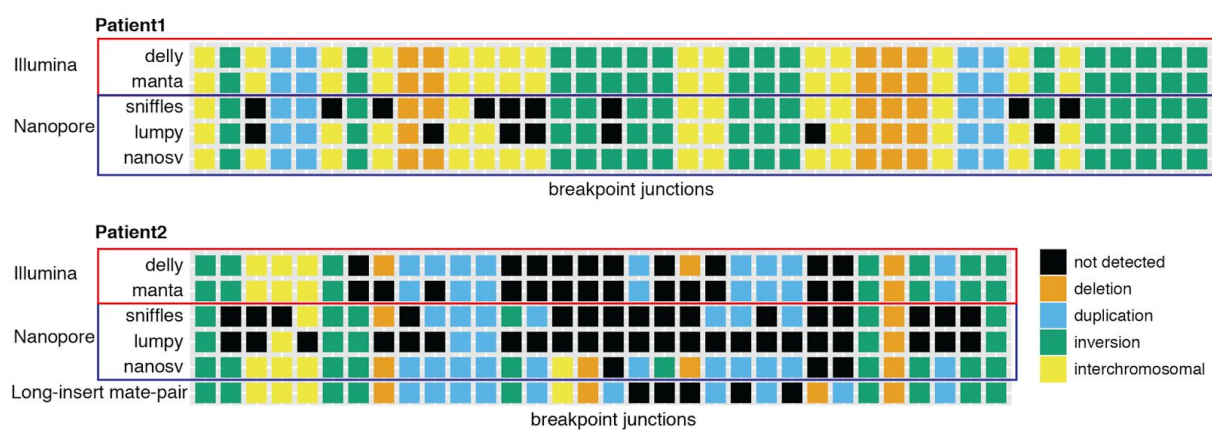 Patient1
Illumina
delly
manta
Nanopore
sniffles
lumpy
nanosv
breakpoint junctions
Patient2
Illumina
delly
manta
Nanopore
sniffles
lumpy
nanosv
Long-insert mate-pair
breakpoint junctions
not detected
deletion
duplication
inversion
interchromosomal